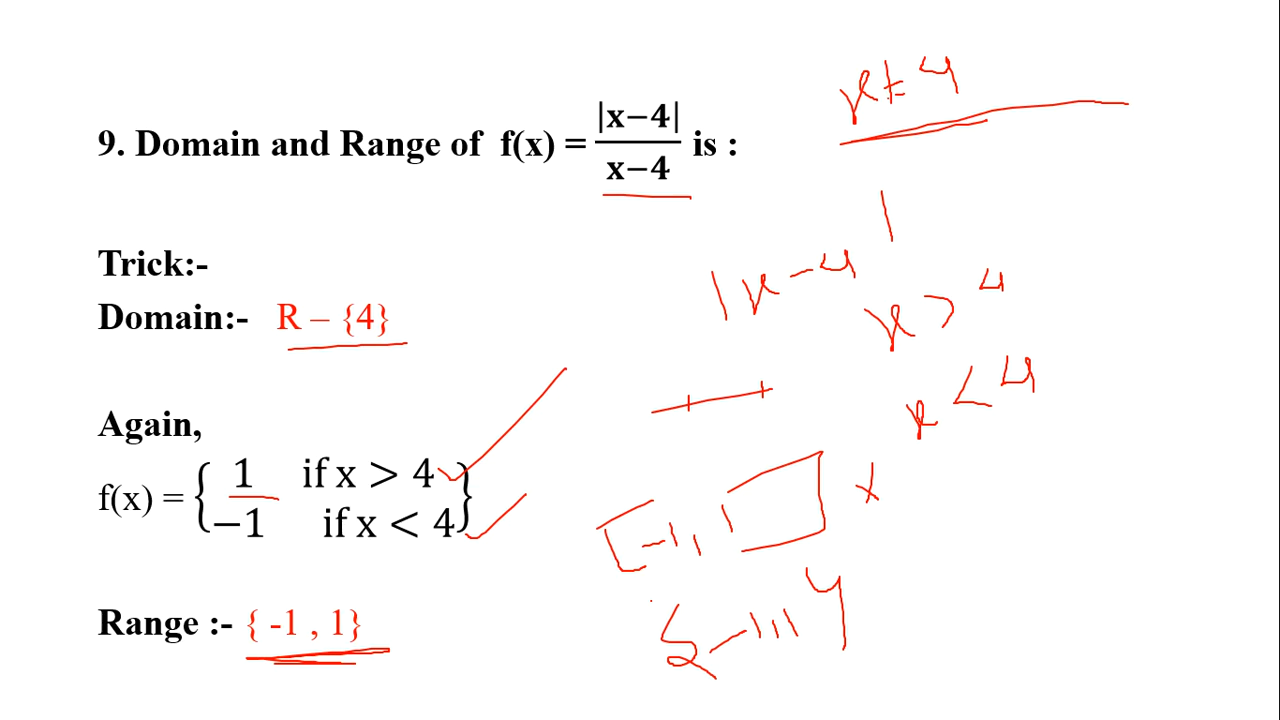 9. Domain and Range of f(x) = |x−4| / x−4 is :
x ≠ 4
|x-4|
Trick:-
x > 4
Domain:- R – {4}
x < 4
Again,
f(x) = { 1 if x > 4
−1 if x < 4 }
[-1, 1] x
Range :- { -1 , 1}
{-1,1}